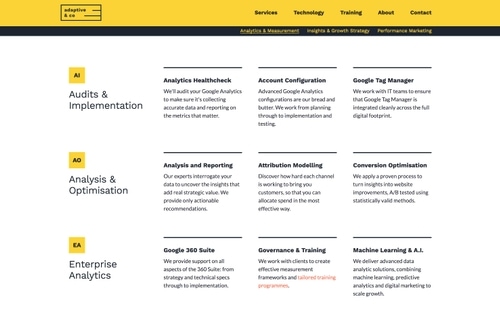 adaptive
& co
Services Technology Training About Contact
Analytics & Measurement Insights & Growth Strategy Performance Marketing
AI
Audits &
Implementation
Analytics Healthcheck
We'll audit your Google Analytics
to make sure it's collecting
accurate data and reporting on
the metrics that matter.
Account Configuration
Advanced Google Analytics
configurations are our bread and
butter. We work from planning
through to implementation and
testing.
Google Tag Manager
We work with IT teams to ensure
that Google Tag Manager is
integrated cleanly across the full
digital footprint.
AO
Analysis &
Optimisation
Analysis and Reporting
Our experts interrogate your
data to uncover the insights that
add real strategic value. We
provide only actionable
recommendations.
Attribution Modelling
Discover how hard each channel
is working to bring you
customers, so that you can
allocate spend in the most
effective way.
Conversion Optimisation
We apply a proven process to
turn insights into website
improvements, A/B tested using
statistically valid methods.
EA
Enterprise
Analytics
Google 360 Suite
We provide support on all
aspects of the 360 Suite: from
strategy and technical specs
through to implementation.
Governance & Training
We work with clients to create
effective measurement
frameworks and tailored training
programmes.
Machine Learning & A.I.
We deliver advanced data
analytic solutions, combining
machine learning, predictive
analytics and digital marketing to
scale growth.